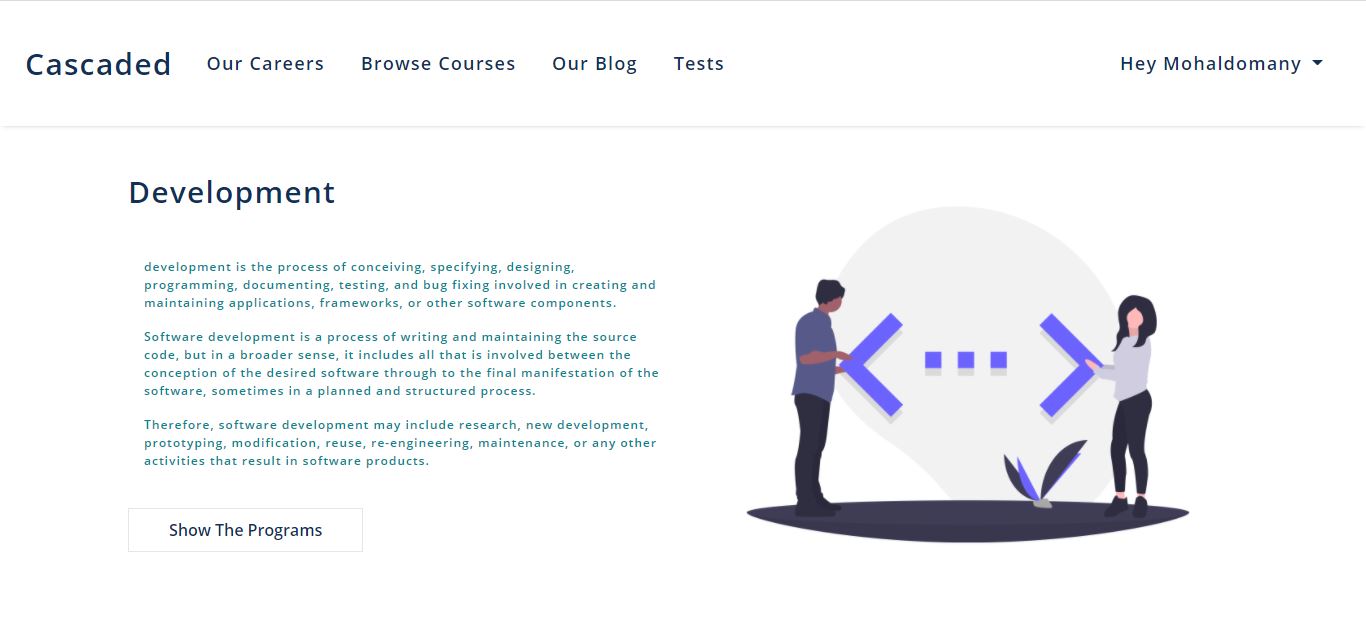 Cascaded Our Careers Browse Courses Our Blog Tests Hey Mohaldomany
Development
development is the process of conceiving, specifying, designing,
programming, documenting, testing, and bug fixing involved in creating and
maintaining applications, frameworks, or other software components.
Software development is a process of writing and maintaining the source
code, but in a broader sense, it includes all that is involved between the
conception of the desired software through to the final manifestation of the
software, sometimes in a planned and structured process.
Therefore, software development may include research, new development,
prototyping, modification, reuse, re-engineering, maintenance, or any other
activities that result in software products.
Show The Programs